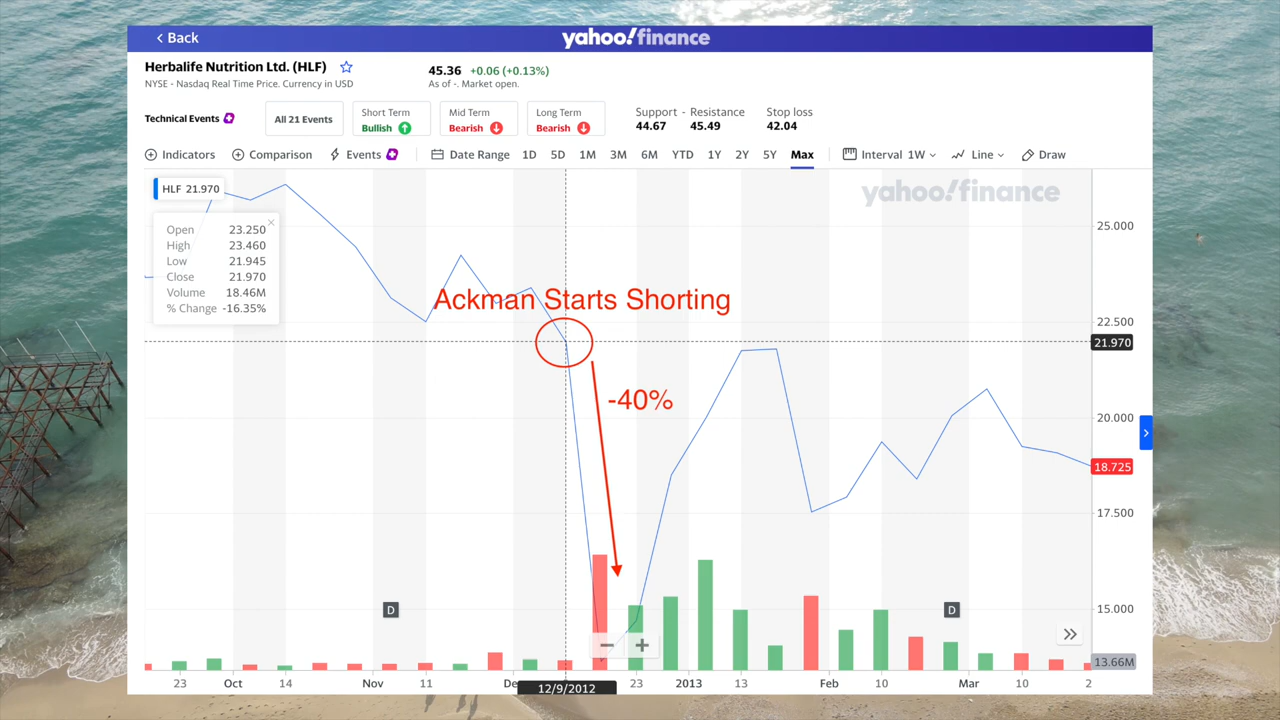 < Back
yahoo!finance
Herbalife Nutrition Ltd. (HLF)
NYSE - Nasdaq Real Time Price. Currency in USD
45.36 +0.06 (+0.13%)
As of -. Market open.
Technical Events
All 21 Events
Short Term
Bullish
Mid Term
Bearish
Long Term
Bearish
Support - Resistance
44.67 45.49
Stop loss
42.04
Indicators Comparison Events Date Range 1D 5D 1M 3M 6M YTD 1Y 2Y 5Y Max Interval 1W Line Draw
HLF 21.970
yahoo!finance
Open 23.250
High 23.460
Low 21.945
Close 21.970
Volume 18.46M
% Change -16.35%
Ackman Starts Shorting
-40%
25.000
22.500
21.970
20.000
18.725
17.500
15.000
13.66M
D
D
23 Oct 14 Nov 11 De 12/9/2012 23 2013 13 Feb 10 Mar 10 2